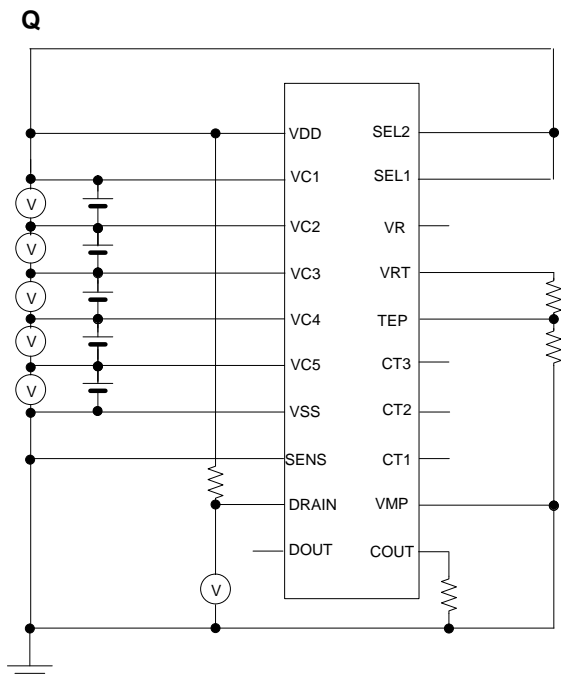 Q
VDD SEL2
VC1 SEL1
V
VC2 VR
V
VC3 VRT
V
VC4 TEP
V
VC5 CT3
V
VSS CT2
SENS CT1
DRAIN VMP
DOUT COUT
V